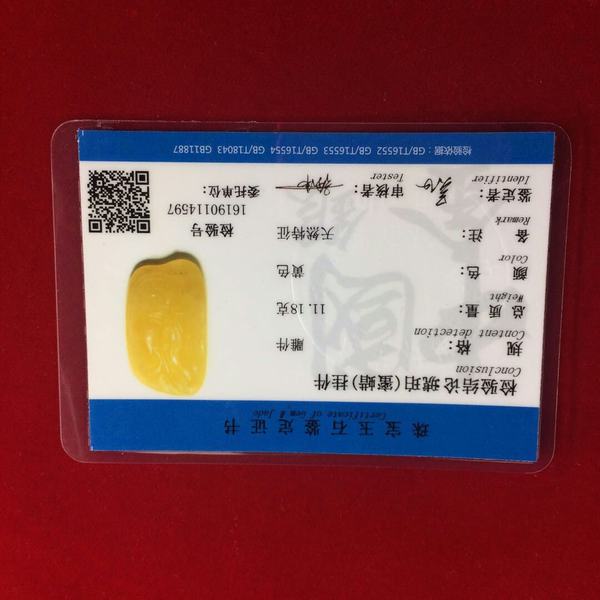 珠宝玉石鉴定证书
Certificate of Gem & Jade
检验结论 琥珀(蜜蜡)挂件
Conclusion
规 格: 雕件
Content detection
总 质 量: 11.18克
Weight
颜 色: 黄色
Color
备 注: 天然特征
Remark
检验号
16190114597
鉴定者:
Identifier
审核者:
Tester
委托单位:
检验依据:GB/T16552 GB/T16553 GB/T16554 GB/T18043 GB11887